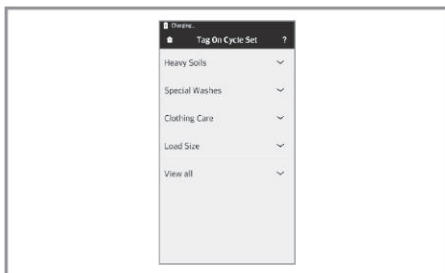 Charging..
Tag On Cycle Set ?
Heavy Soils
Special Washes
Clothing Care
Load Size
View all